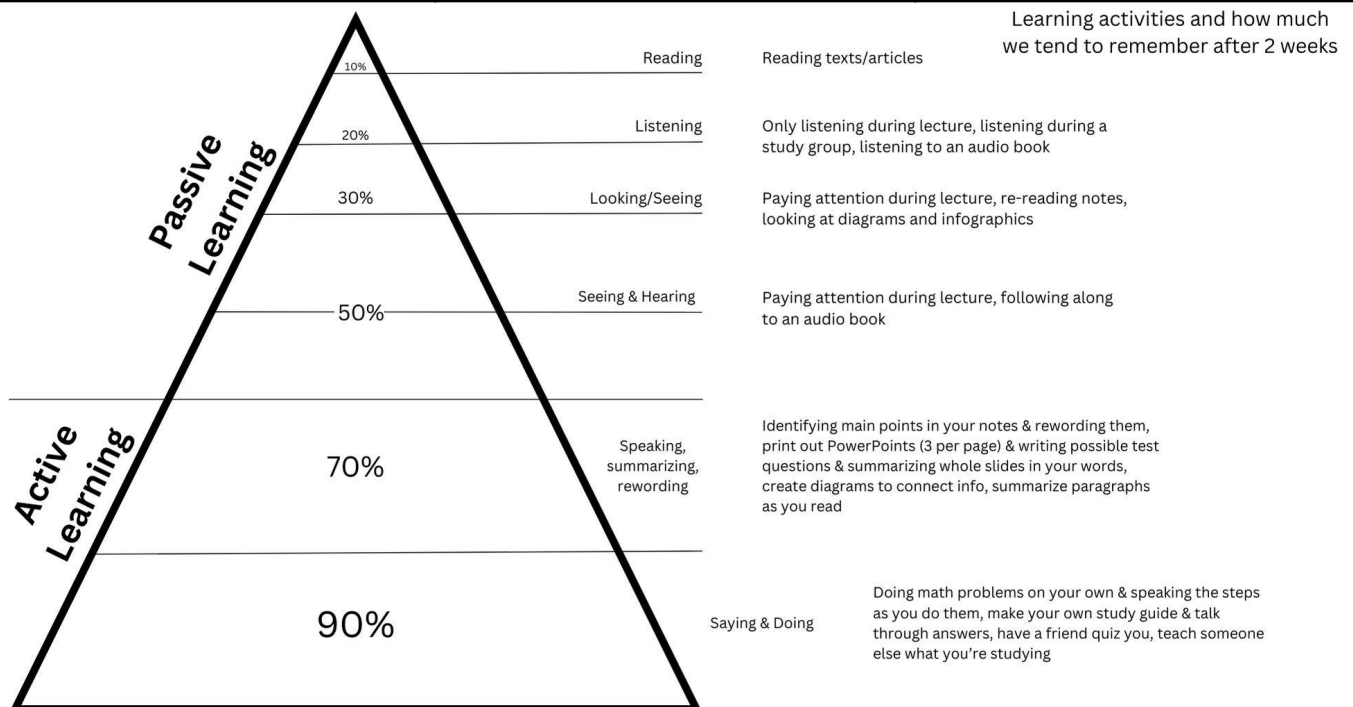 Learning activities and how much
we tend to remember after 2 weeks
Passive
Learning
10%
Reading
Reading texts/articles
20%
Listening
Only listening during lecture, listening during a
study group, listening to an audio book
30%
Looking/Seeing
Paying attention during lecture, re-reading notes,
looking at diagrams and infographics
50%
Seeing & Hearing
Paying attention during lecture, following along
to an audio book
Active
Learning
70%
Speaking,
summarizing,
rewording
Identifying main points in your notes & rewording them,
print out PowerPoints (3 per page) & writing possible test
questions & summarizing whole slides in your words,
create diagrams to connect info, summarize paragraphs
as you read
90%
Saying & Doing
Doing math problems on your own & speaking the steps
as you do them, make your own study guide & talk
through answers, have a friend quiz you, teach someone
else what you’re studying